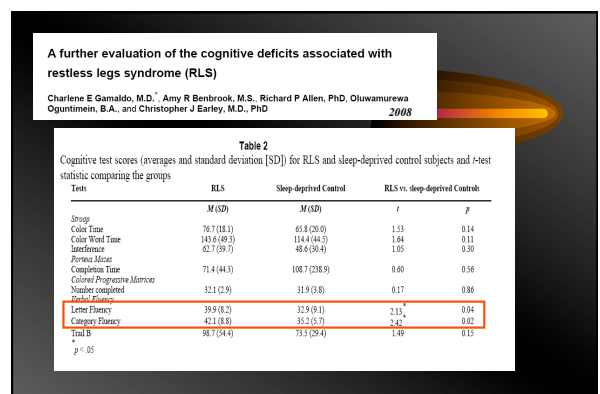 A further evaluation of the cognitive deficits associated with
restless legs syndrome (RLS)
Charlene E Gamaldo, M.D.*, Amy R Benbrook, M.S., Richard P Allen, PhD, Oluwamurewa
Oguntimein, B.A., and Christopher J Earley, M.D., PhD
2008
Table 2
Cognitive test scores (averages and standard deviation [SD]) for RLS and sleep-deprived control subjects and t-test
statistic comparing the groups
Tests RLS Sleep-deprived Control RLS vs. sleep-deprived Controls
M (SD) M (SD) t p
Stroop
Color Time 76.7 (18.1) 65.8 (20.0) 1.53 0.14
Color Word Time 143.6 (49.3) 114.4 (44.5) 1.64 0.11
Interference 62.7 (39.7) 48.6 (30.4) 1.05 0.30
Porteus Mazes
Completion Time 71.4 (44.3) 108.7 (238.9) 0.60 0.56
Colored Progressive Matrices
Number completed 32.1 (2.9) 31.9 (3.8) 0.17 0.86
Verbal Fluency
Letter Fluency 39.9 (8.2) 32.9 (9.1) 2.13* 0.04
Category Fluency 42.1 (8.8) 35.2 (5.7) 2.42* 0.02
Trail B 98.7 (54.4) 73.5 (29.4) 1.49 0.15
*
p < .05